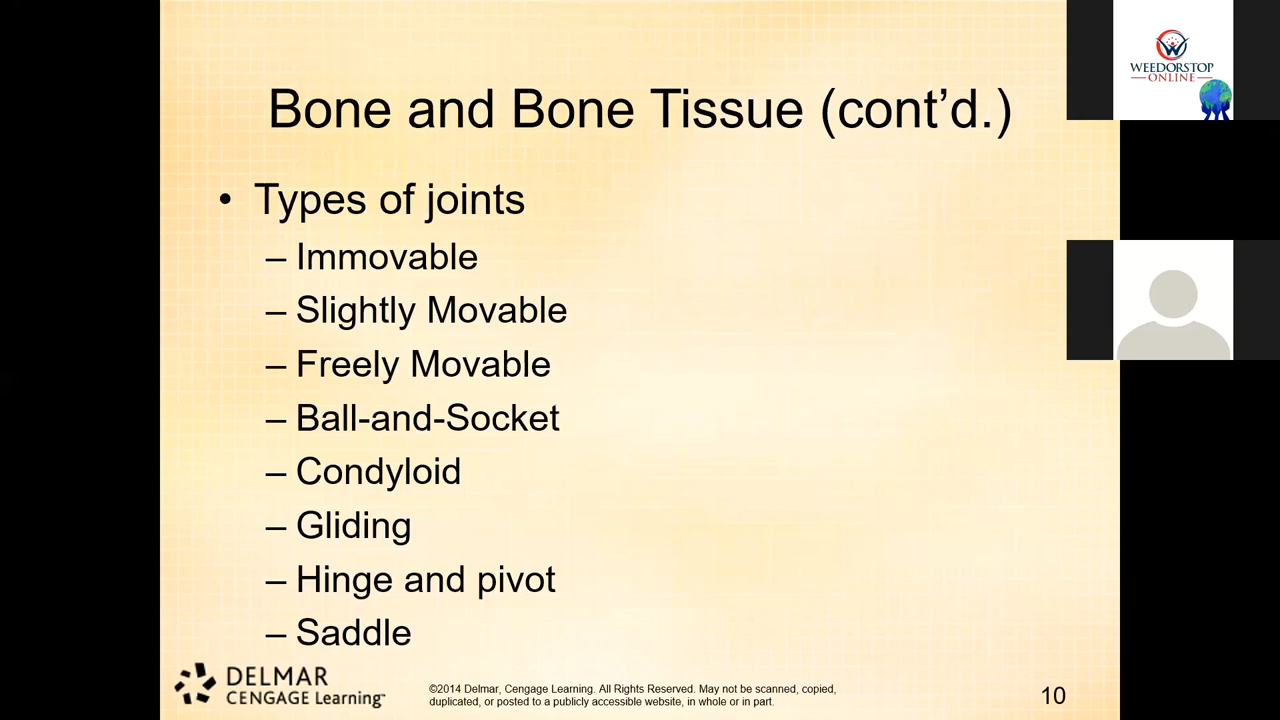 Bone and Bone Tissue (cont’d.)
• Types of joints
– Immovable
– Slightly Movable
– Freely Movable
– Ball-and-Socket
– Condyloid
– Gliding
– Hinge and pivot
– Saddle
DELMAR
CENGAGE Learning™
©2014 Delmar, Cengage Learning. All Rights Reserved. May not be scanned, copied,
duplicated, or posted to a publicly accessible website, in whole or in part.
10
WEEDORSTOP
ONLINE